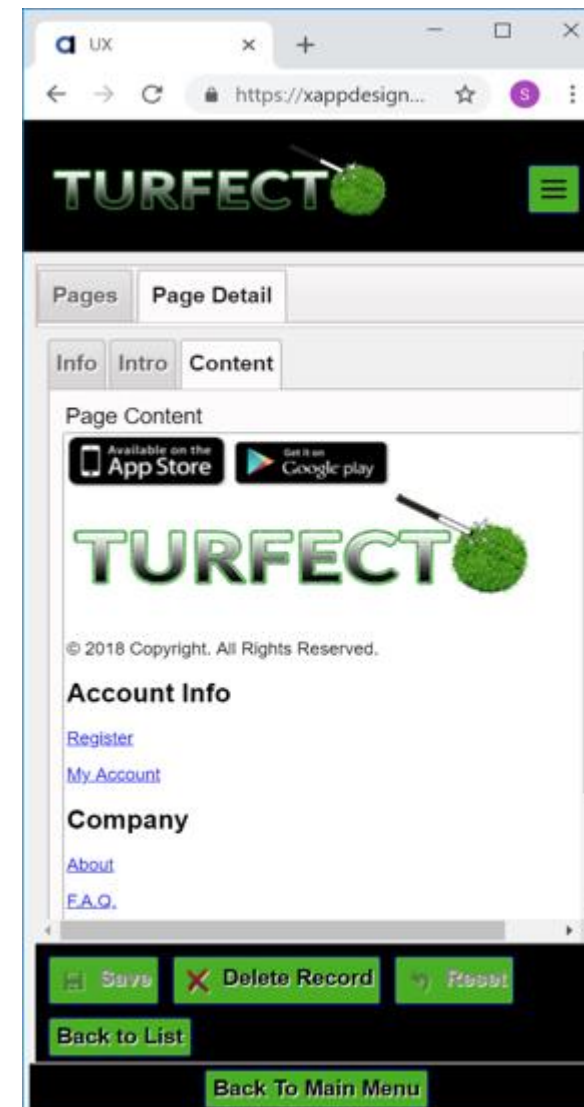 UX
https://xappdesign...
S
TURFECTO
Pages Page Detail
Info Intro Content
Page Content
Available on the App Store Get it on Google play
TURFECTO
© 2018 Copyright. All Rights Reserved.
Account Info
Register
My Account
Company
About
F.A.Q.
Save Delete Record Reset
Back to List
Back To Main Menu